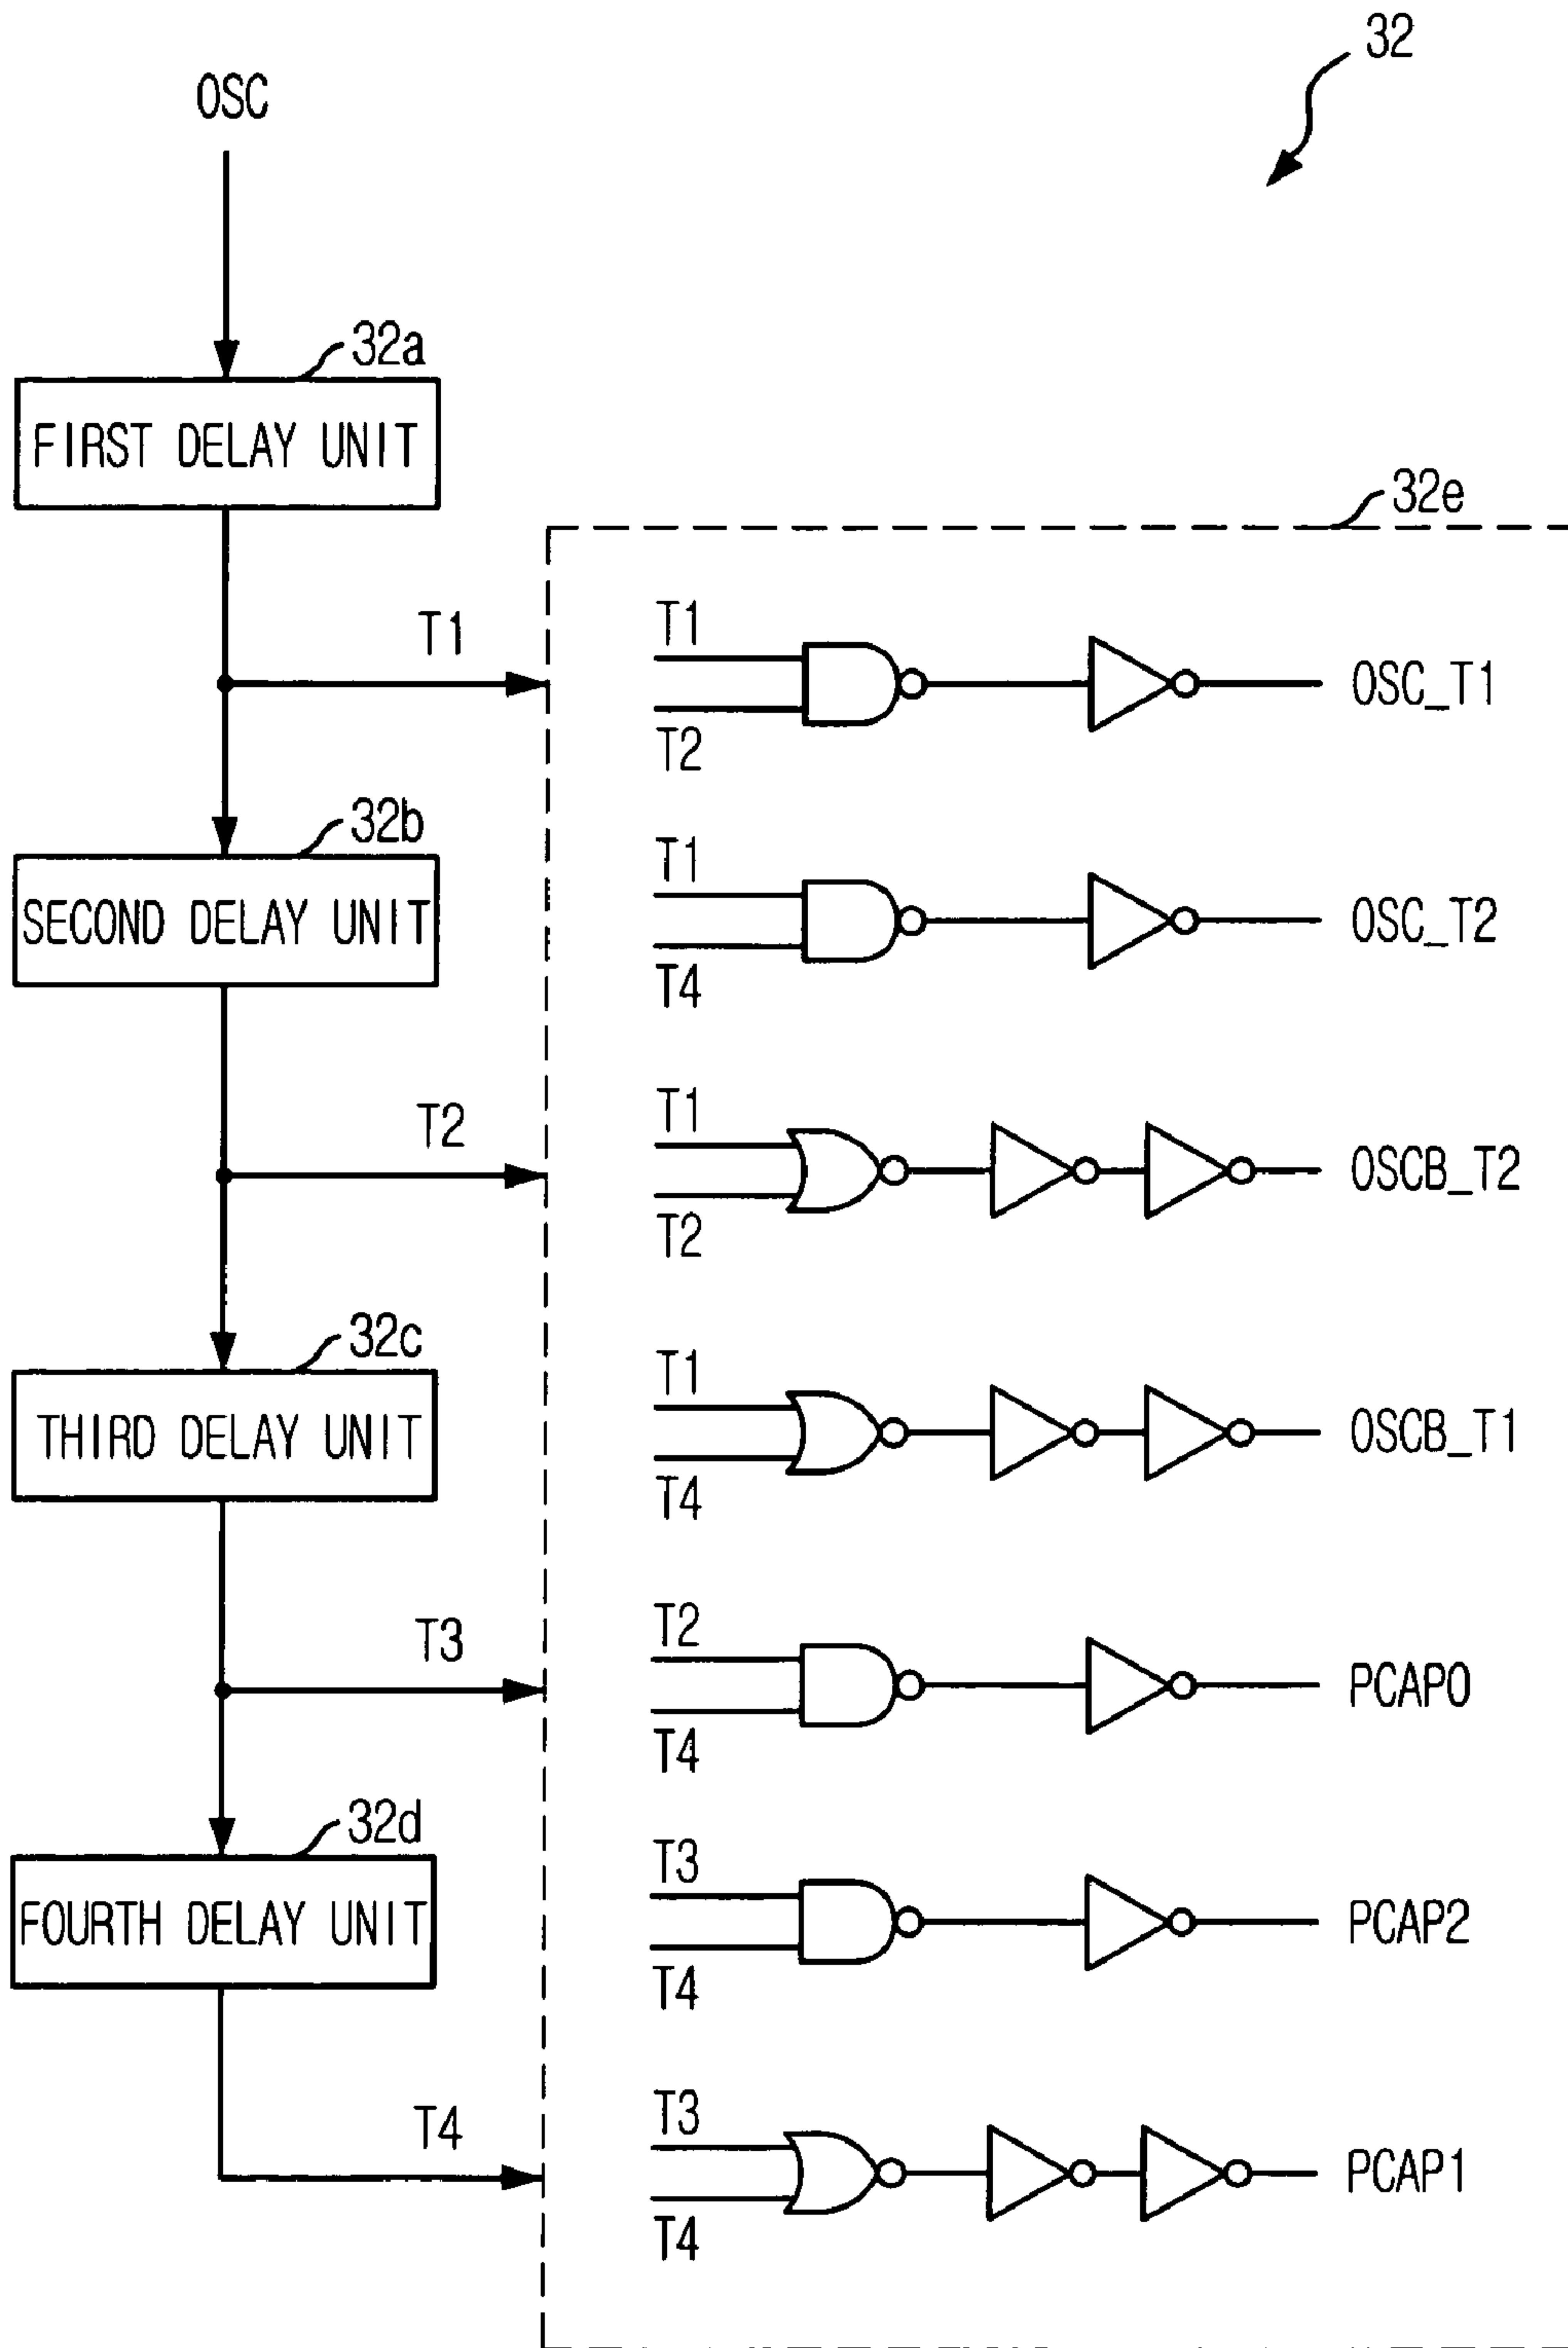 32
OSC
32a
FIRST DELAY UNIT
32e
T1
T1
T2
OSC_T1
32b
SECOND DELAY UNIT
T1
T4
OSC_T2
T2
T1
T2
OSCB_T2
32c
THIRD DELAY UNIT
T1
T4
OSCB_T1
T3
T2
T4
PCAP0
32d
FOURTH DELAY UNIT
T3
T4
PCAP2
T4
T3
T4
PCAP1